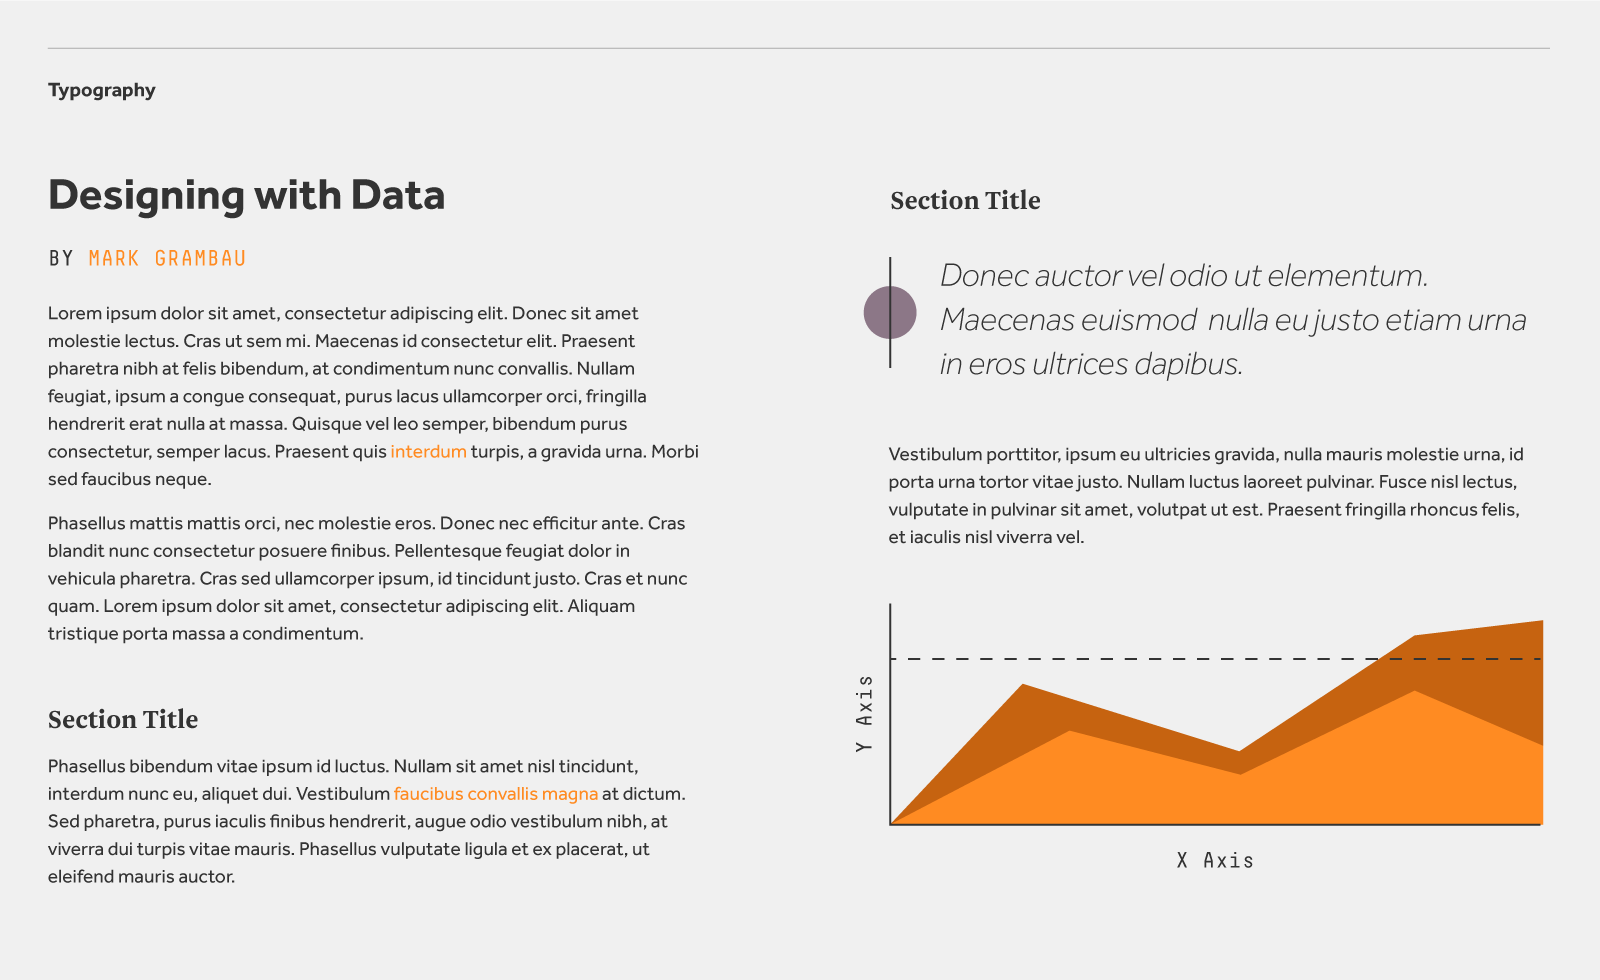 Typography
Designing with Data
BY MARK GRAMBAU
Lorem ipsum dolor sit amet, consectetur adipiscing elit. Donec sit amet
molestie lectus. Cras ut sem mi. Maecenas id consectetur elit. Praesent
pharetra nibh at felis bibendum, at condimentum nunc convallis. Nullam
feugiat, ipsum a congue consequat, purus lacus ullamcorper orci, fringilla
hendrerit erat nulla at massa. Quisque vel leo semper, bibendum purus
consectetur, semper lacus. Praesent quis interdum turpis, a gravida urna. Morbi
sed faucibus neque.
Phasellus mattis mattis orci, nec molestie eros. Donec nec efficitur ante. Cras
blandit nunc consectetur posuere finibus. Pellentesque feugiat dolor in
vehicula pharetra. Cras sed ullamcorper ipsum, id tincidunt justo. Cras et nunc
quam. Lorem ipsum dolor sit amet, consectetur adipiscing elit. Aliquam
tristique porta massa a condimentum.
Section Title
Phasellus bibendum vitae ipsum id luctus. Nullam sit amet nisl tincidunt,
interdum nunc eu, aliquet dui. Vestibulum faucibus convallis magna at dictum.
Sed pharetra, purus iaculis finibus hendrerit, augue odio vestibulum nibh, at
viverra dui turpis vitae mauris. Phasellus vulputate ligula et ex placerat, ut
eleifend mauris auctor.
Section Title
Donec auctor vel odio ut elementum.
Maecenas euismod nulla eu justo etiam urna
in eros ultrices dapibus.
Vestibulum porttitor, ipsum eu ultricies gravida, nulla mauris molestie urna, id
porta urna tortor vitae justo. Nullam luctus laoreet pulvinar. Fusce nisl lectus,
vulputate in pulvinar sit amet, volutpat ut est. Praesent fringilla rhoncus felis,
et iaculis nisl viverra vel.
Y Axis
X Axis